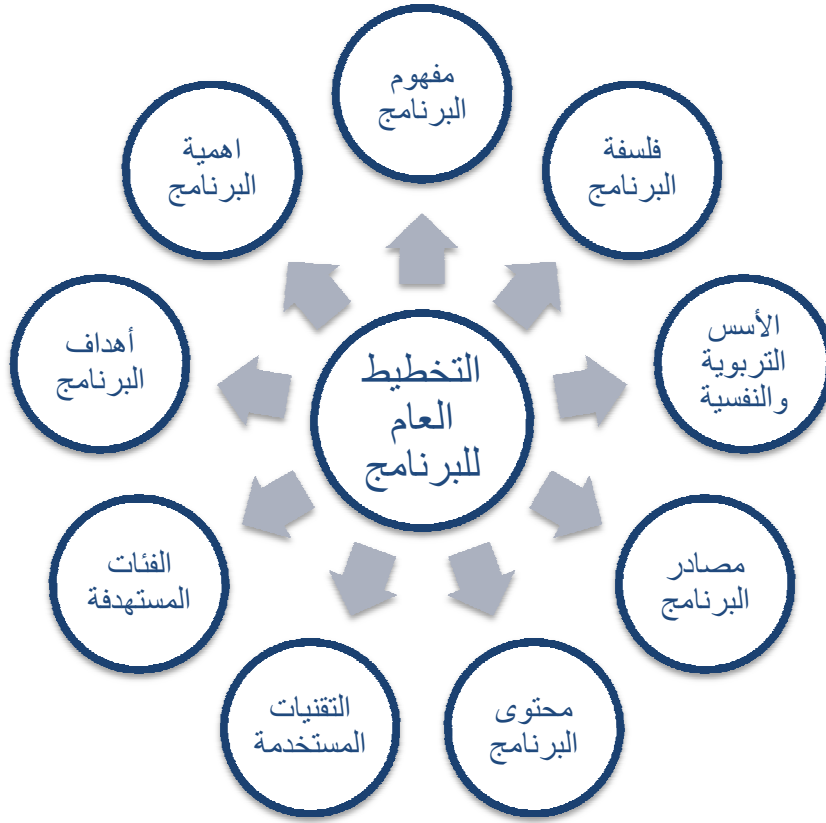 مفهوم
البرنامج
فلسفة
البرنامج
الأسس
التربوية
والنفسية
مصادر
البرنامج
محتوى
البرنامج
التقنيات
المستخدمة
الفئات
المستهدفة
أهداف
البرنامج
اهمية
البرنامج
التخطيط
العام
للبرنامج